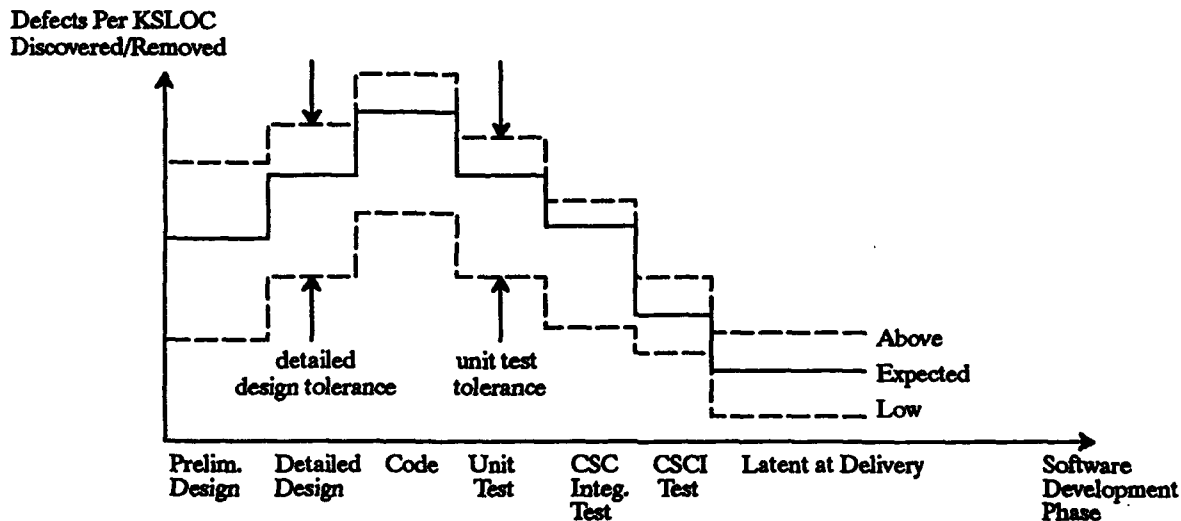 Defects Per KSLOC
Discovered/Removed
detailed
design tolerance
unit test
tolerance
Above
Expected
Low
Prelim.
Design
Detailed
Design
Code
Unit
Test
CSC
Integ.
Test
CSCI
Test
Latent at Delivery
Software
Development
Phase